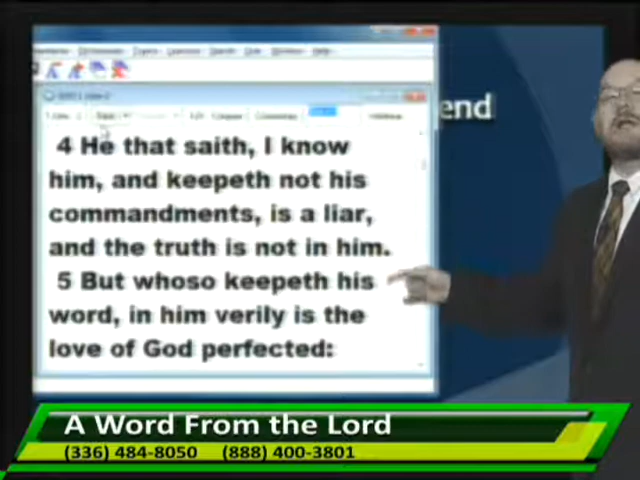 end
4 He that saith, I know
him, and keepeth not his
commandments, is a liar,
and the truth is not in him.
5 But whoso keepeth his
word, in him verily is the
love of God perfected:
A Word From the Lord
(336) 484-8050 (888) 400-3801